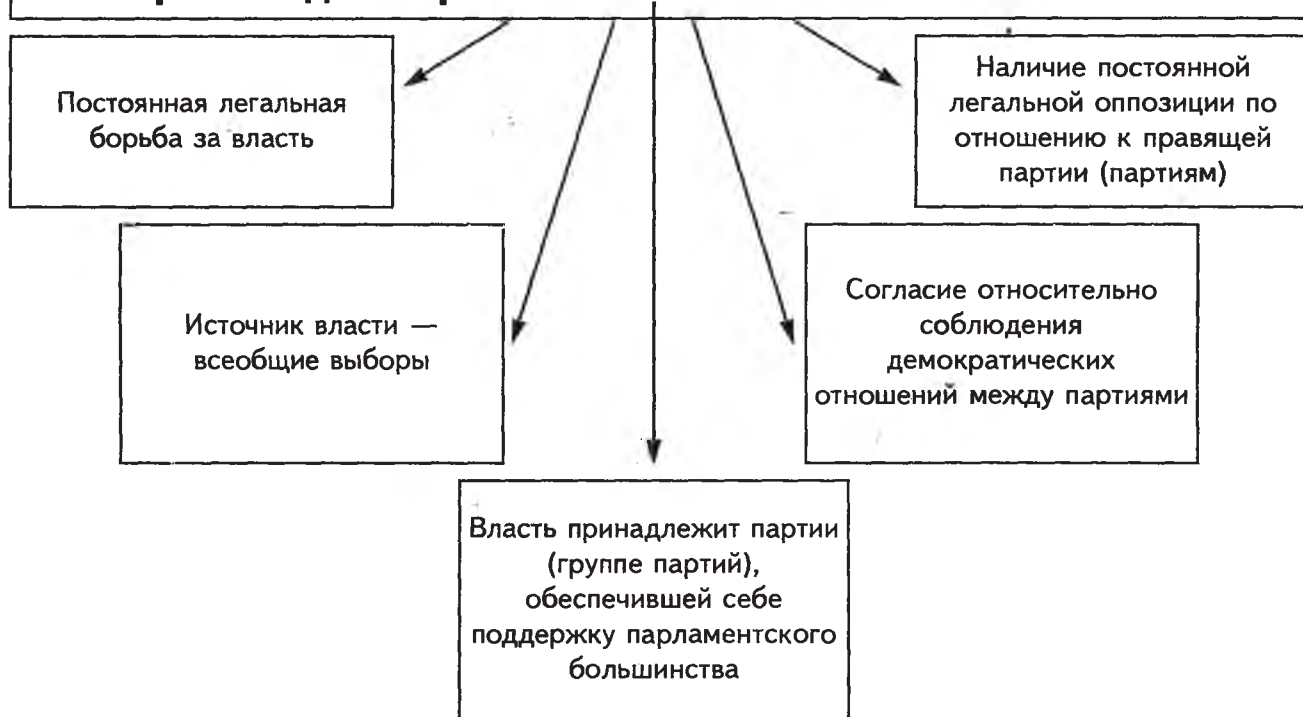 Постоянная легальная
борьба за власть
Наличие постоянной
легальной оппозиции по
отношению к правящей
партии (партиям)
Источник власти —
всеобщие выборы
Согласие относительно
соблюдения
демократических
отношений между партиями
Власть принадлежит партии
(группе партий),
обеспечившей себе
поддержку парламентского
большинства